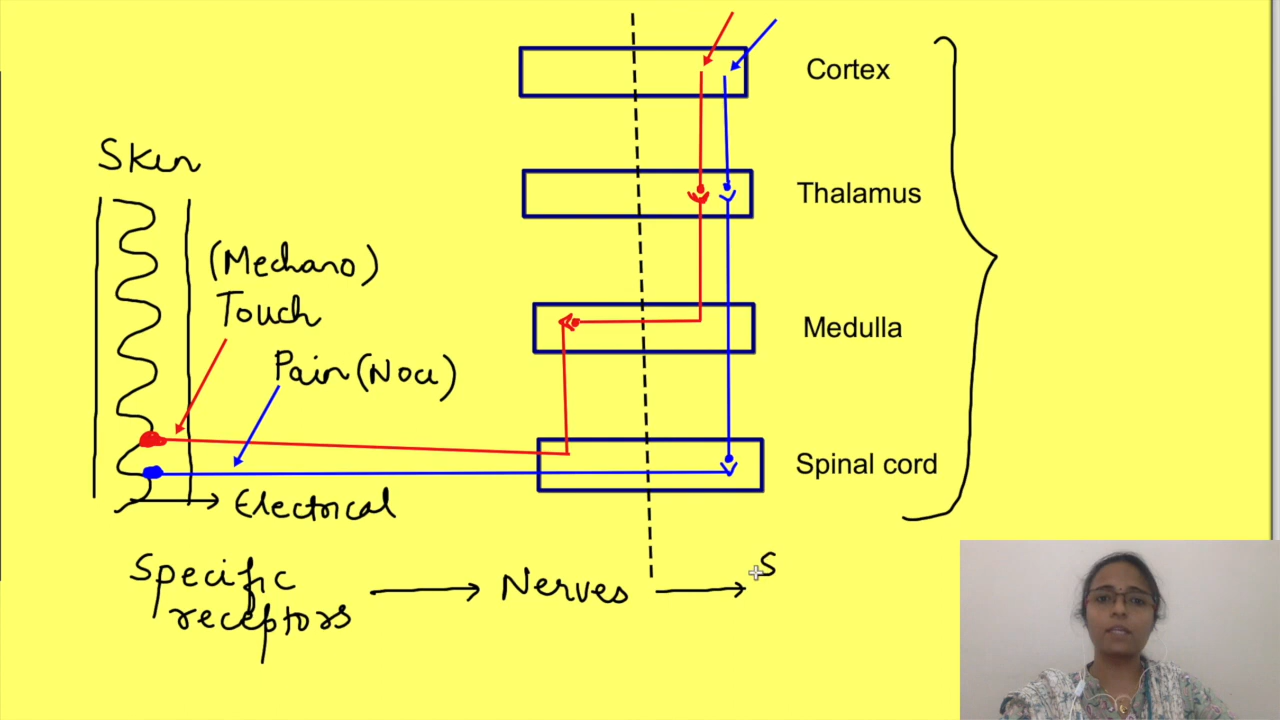 Cortex
Skin
Thalamus
(Mechano)
Touch
Medulla
Pain (Noci)
Spinal cord
Electrical
Specific
receptors
Nerves
S